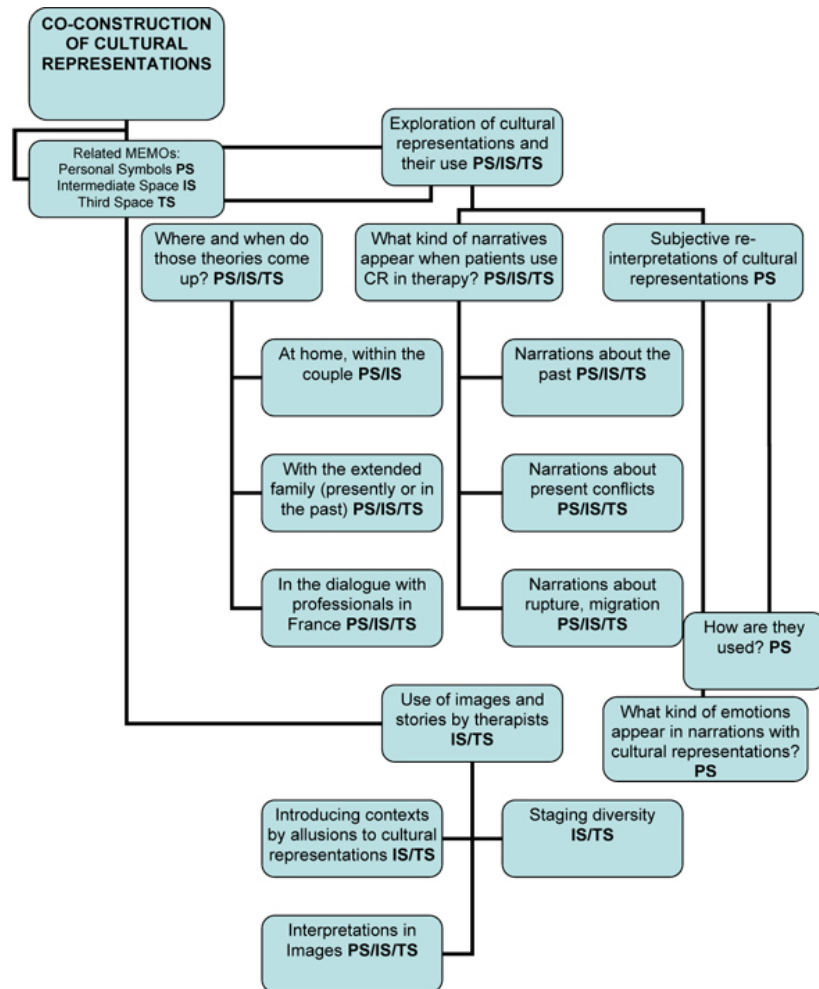 CO-CONSTRUCTION
OF CULTURAL
REPRESENTATIONS
Related MEMOs:
Personal Symbols PS
Intermediate Space IS
Third Space TS
Exploration of cultural
representations and
their use PS/IS/TS
Where and when do
those theories come
up? PS/IS/TS
What kind of narratives
appear when patients use
CR in therapy? PS/IS/TS
Subjective re-
interpretations of cultural
representations PS
At home, within the
couple PS/IS
Narrations about the
past PS/IS/TS
With the extended
family (presently or in
the past) PS/IS/TS
Narrations about
present conflicts
PS/IS/TS
In the dialogue with
professionals in
France PS/IS/TS
Narrations about
rupture, migration
PS/IS/TS
How are they
used? PS
Use of images and
stories by therapists
IS/TS
What kind of emotions
appear in narrations with
cultural representations?
PS
Introducing contexts
by allusions to cultural
representations IS/TS
Staging diversity
IS/TS
Interpretations in
Images PS/IS/TS